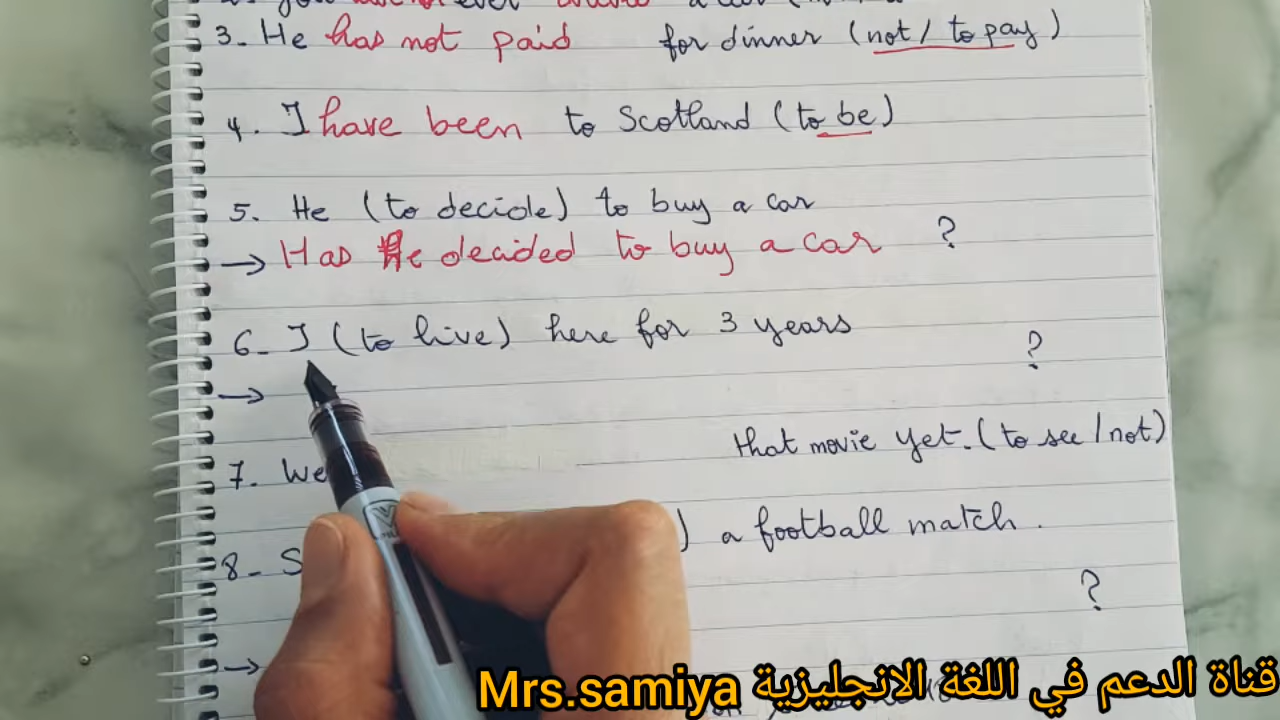 ever a car
3. He has not paid for dinner (not / to pay)
4. I have been to Scotland (to be)
5. He (to decide) to buy a car
→ Has He decided to buy a car ?
6- I (to live) here for 3 years
→ ?
7. We that movie yet. (to see / not)
8- S ) a football match.
→ ?
Mrs.samiya قناة الدعم في اللغة الانجليزية